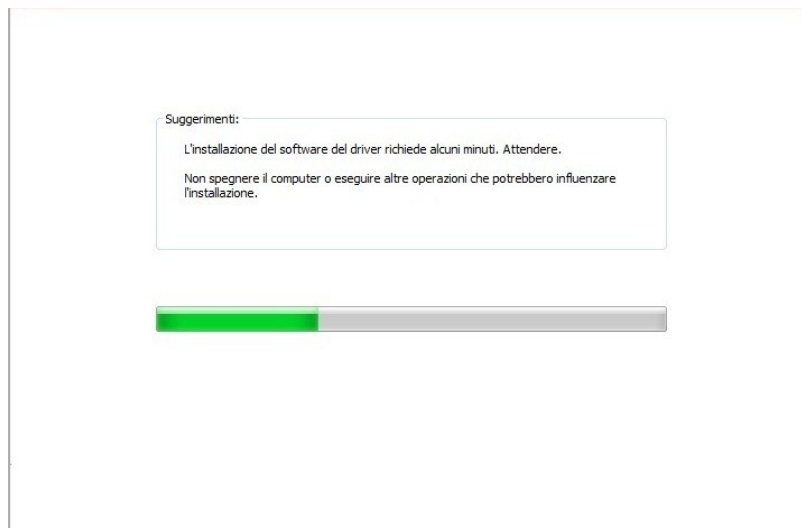 Suggerimenti:
L'installazione del software del driver richiede alcuni minuti. Attendere.
Non spegnere il computer o eseguire altre operazioni che potrebbero influenzare
l'installazione.